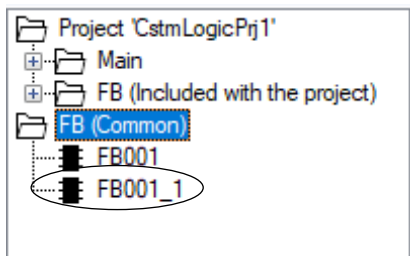 Project 'CstmLogicPrj1'
Main
FB (Included with the project)
FB (Common)
FB001
FB001_1